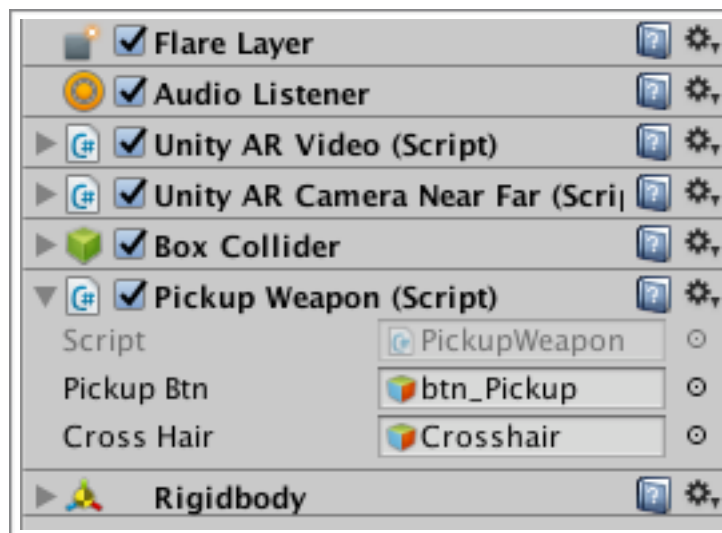 Flare Layer
Audio Listener
Unity AR Video (Script)
Unity AR Camera Near Far (Scrij
Box Collider
Pickup Weapon (Script)
Script PickupWeapon
Pickup Btn btn_Pickup
Cross Hair Crosshair
Rigidbody